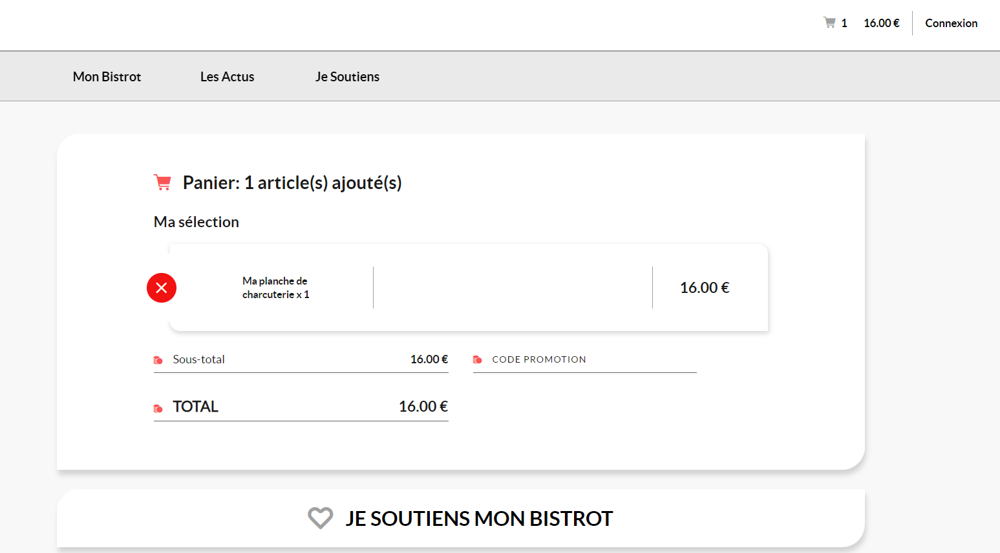 1 16.00 € Connexion
Mon Bistrot Les Actus Je Soutiens
Panier: 1 article(s) ajouté(s)
Ma sélection
Ma planche de
charcuterie x 1
16.00 €
Sous-total 16.00 € CODE PROMOTION
TOTAL 16.00 €
JE SOUTIENS MON BISTROT